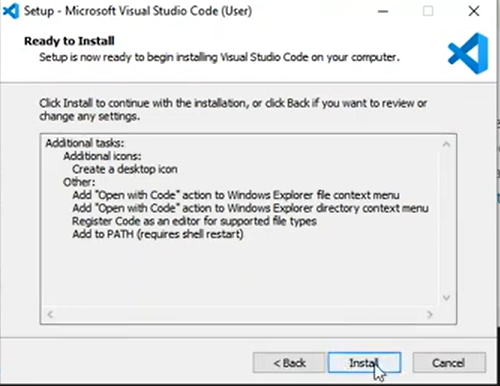 Setup - Microsoft Visual Studio Code (User)
Ready to Install
Setup is now ready to begin installing Visual Studio Code on your computer.
Click Install to continue with the installation, or click Back if you want to review or
change any settings.
Additional tasks:
Additional icons:
Create a desktop icon
Other:
Add "Open with Code" action to Windows Explorer file context menu
Add "Open with Code" action to Windows Explorer directory context menu
Register Code as an editor for supported file types
Add to PATH (requires shell restart)
< Back
Install
Cancel